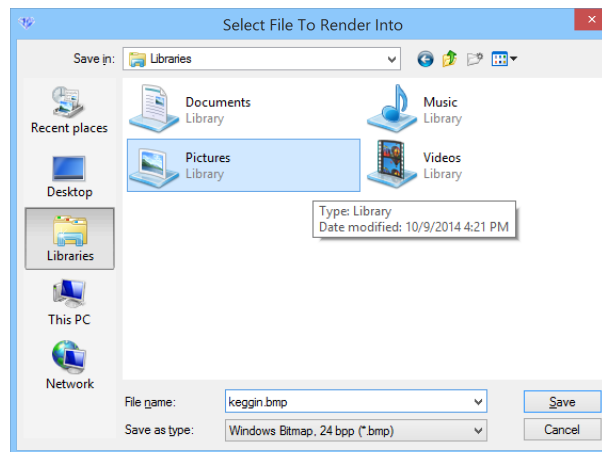 Select File To Render Into
Save in: Libraries
Recent places
Desktop
Libraries
This PC
Network
Documents
Library
Music
Library
Pictures
Library
Videos
Library
Type: Library
Date modified: 10/9/2014 4:21 PM
File name: keggin.bmp Save
Save as type: Windows Bitmap, 24 bpp (*.bmp) Cancel